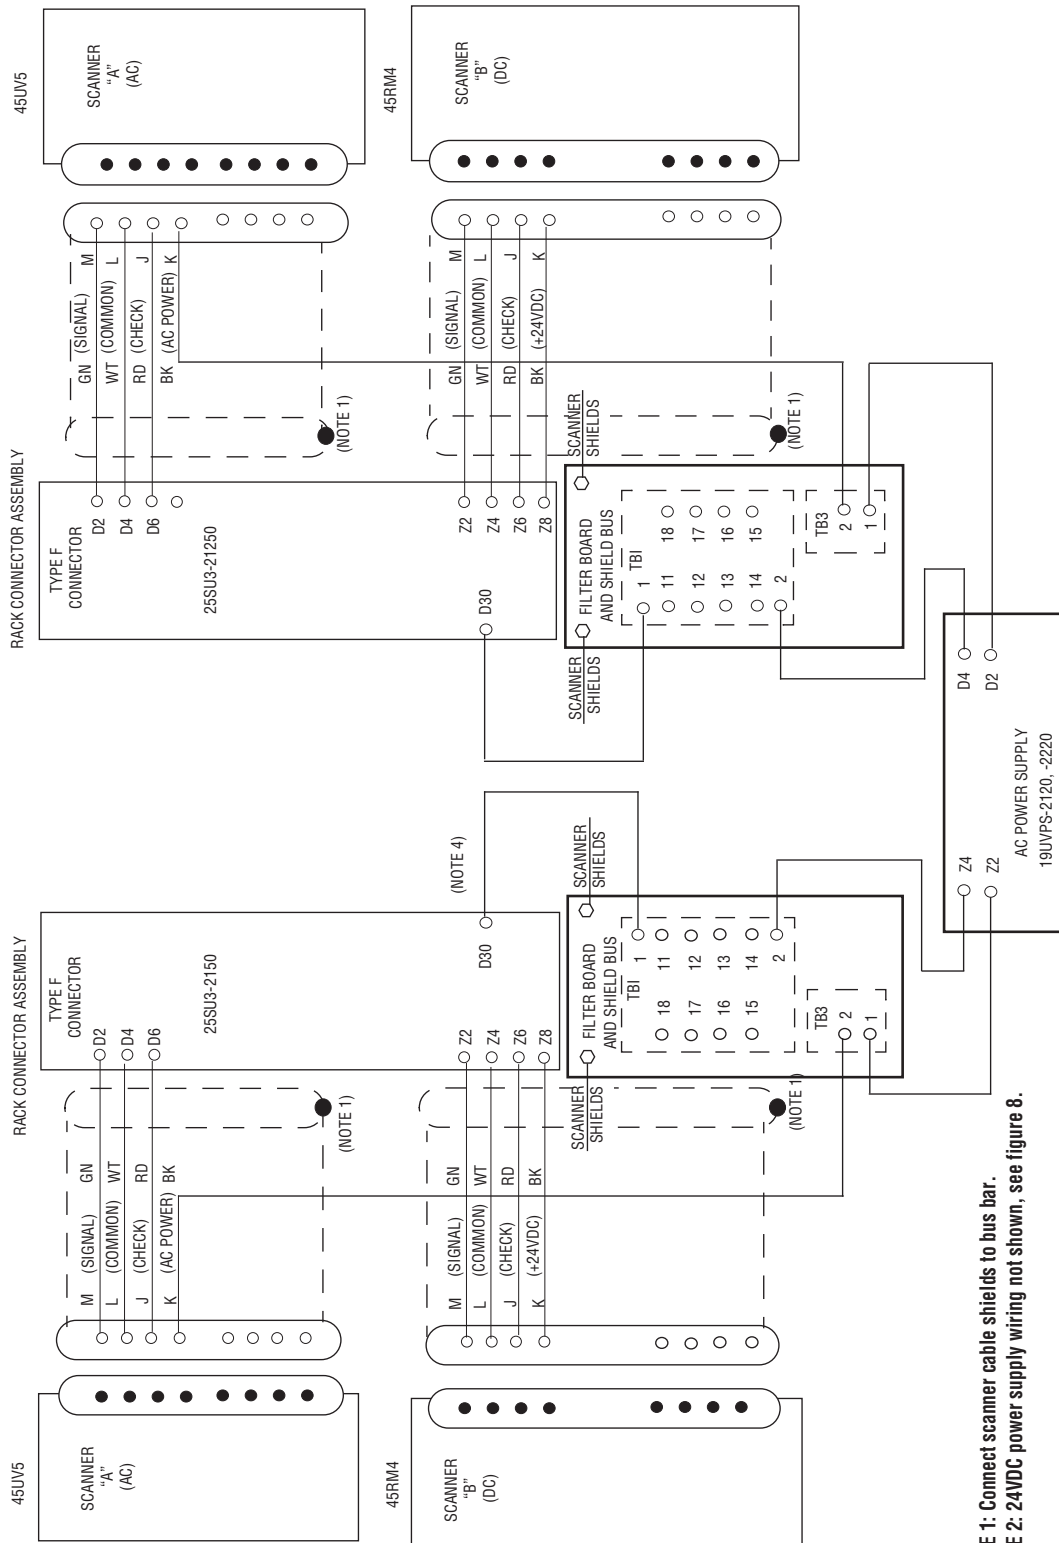 45UV5
SCANNER
"A"
(AC)
M (SIGNAL) GN
L (COMMON) WT
J (CHECK) RD
K (AC POWER) BK
(NOTE 1)
RACK CONNECTOR ASSEMBLY
TYPE F
CONNECTOR
D2
D4
D6
25SU3-2150
Z2
Z4
Z6
Z8
D30
(NOTE 4)
45RM4
SCANNER
"B"
(DC)
M (SIGNAL) GN
L (COMMON) WT
J (CHECK) RD
K (+24VDC) BK
(NOTE 1)
SCANNER
SHIELDS
FILTER BOARD
AND SHIELD BUS
SCANNER
SHIELDS
TBI
1
18 11
17 12
16 13
15 14
2
TB3
2
1
RACK CONNECTOR ASSEMBLY
TYPE F
CONNECTOR
D2
D4
D6
25SU3-21250
D30
Z2
Z4
Z6
Z8
45UV5
SCANNER
"A"
(AC)
GN (SIGNAL) M
WT (COMMON) L
RD (CHECK) J
BK (AC POWER) K
(NOTE 1)
45RM4
SCANNER
"B"
(DC)
GN (SIGNAL) M
WT (COMMON) L
RD (CHECK) J
BK (+24VDC) K
(NOTE 1)
SCANNER
SHIELDS
FILTER BOARD
AND SHIELD BUS
SCANNER
SHIELDS
1 TBI
11 18
12 17
13 16
14 15
2
TB3
2
1
Z4 D4
Z2 D2
AC POWER SUPPLY
19UVPS-2120, -2220
E 1: Connect scanner cable shields to bus bar.
E 2: 24VDC power supply wiring not shown, see figure 8.